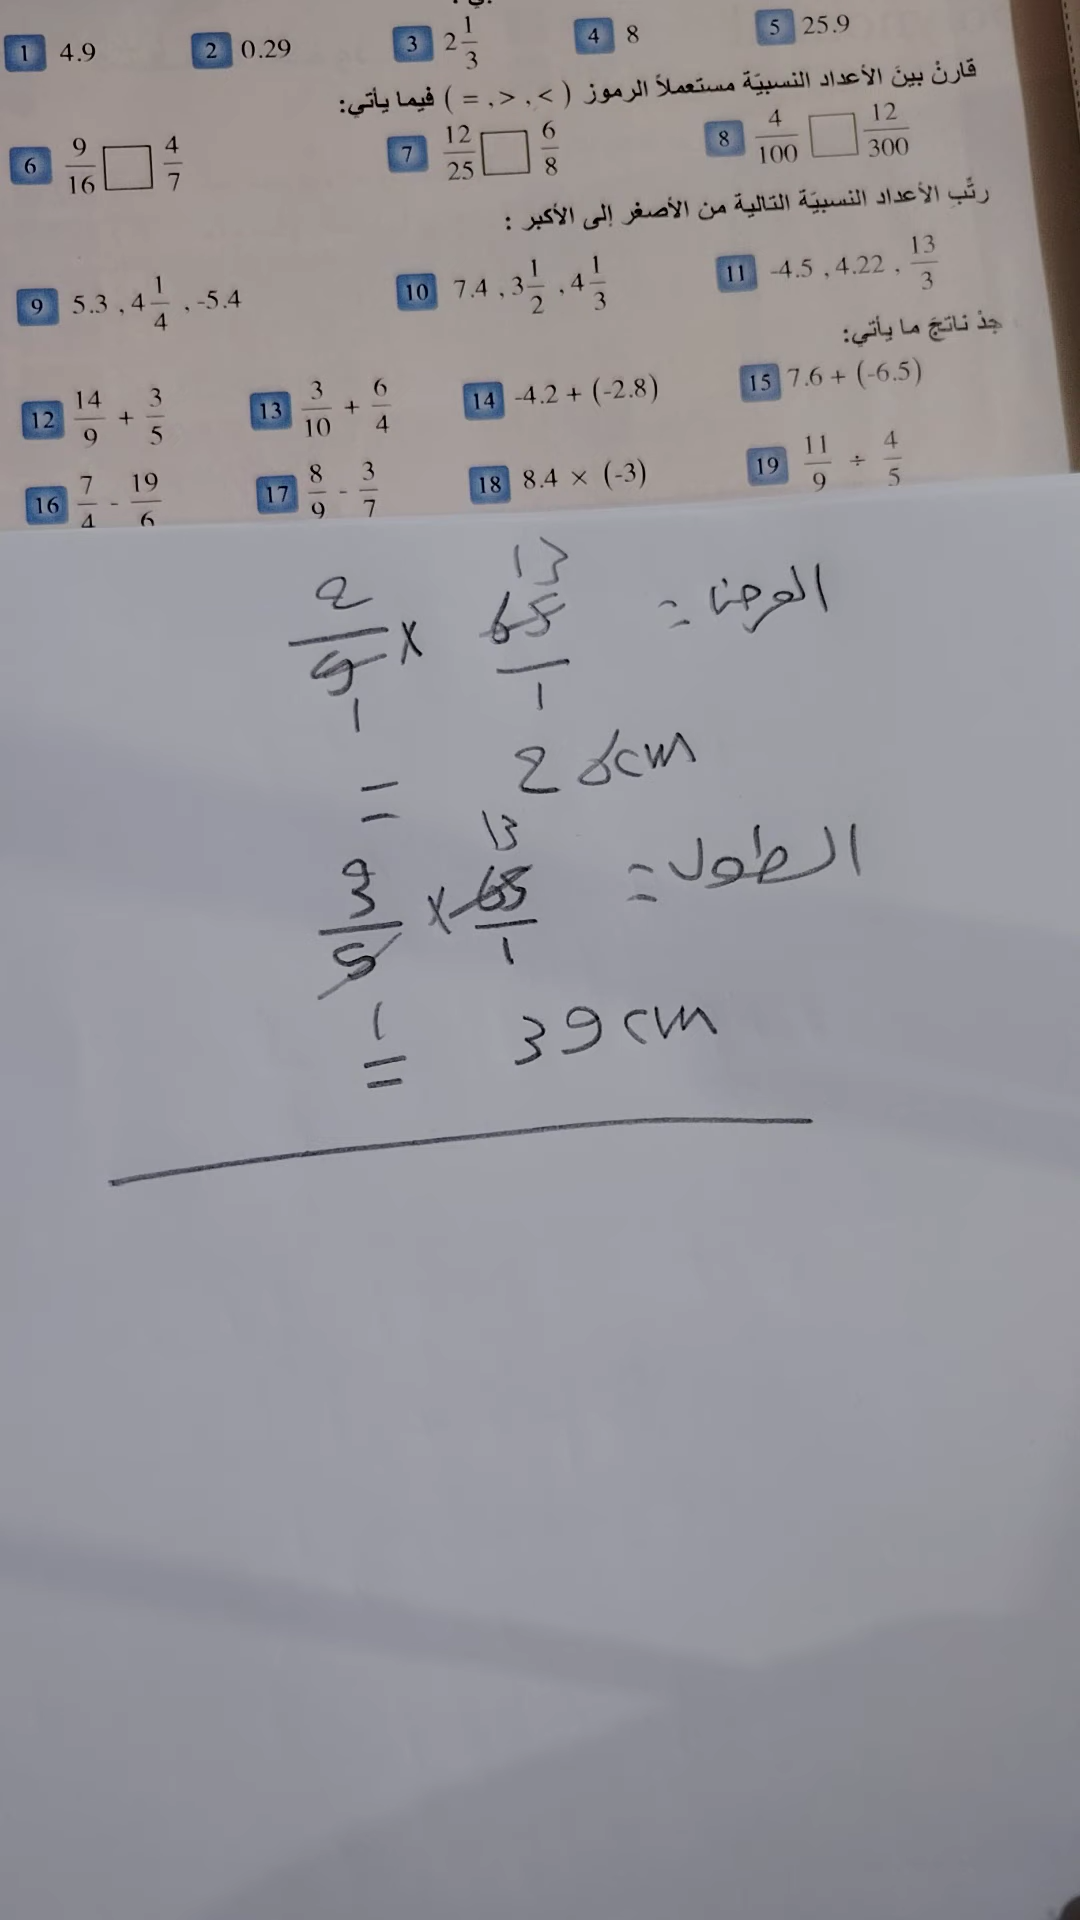 1 4.9 2 0.29 3 2 1/3 4 8 5 25.9
قارنْ بينَ الأعداد النسبيّة مستعملاً الرموز ( > ، < ، = ) فيما يأتي:
6 9/16 □ 4/7 7 12/25 □ 6/8 8 4/100 □ 12/300
رتِّبِ الأعداد النسبيّة التالية من الأصغر إلى الأكبر :
9 5.3 , 4 1/4 , -5.4 10 7.4 , 3 1/2 , 4 1/3 11 -4.5 , 4.22 , 13/3
جدْ ناتجَ ما يأتي:
12 14/9 + 3/5 13 3/10 + 6/4 14 -4.2 + (-2.8) 15 7.6 + (-6.5)
16 7/4 - 19/6 17 8/9 - 3/7 18 8.4 × (-3) 19 11/9 ÷ 4/5
13
العرض = 2/5 × 65/1
1
= 26cm
13
الطول = 3/5 × 65/1
1
= 39cm